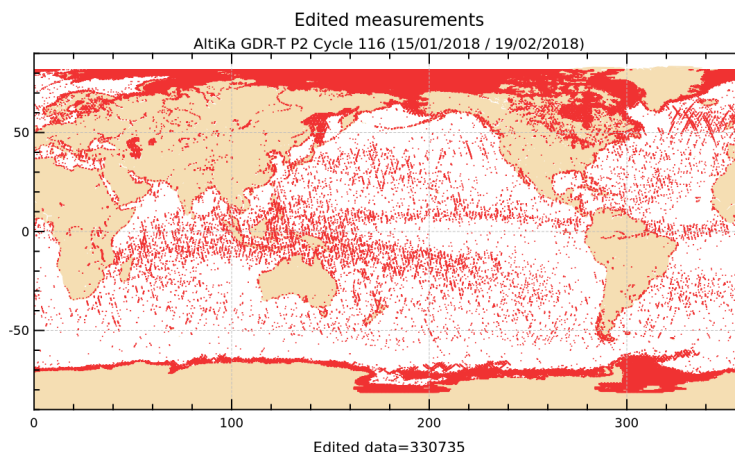 Edited measurements
AltiKa GDR-T P2 Cycle 116 (15/01/2018 / 19/02/2018)
50
0
-50
0 100 200 300
Edited data=330735